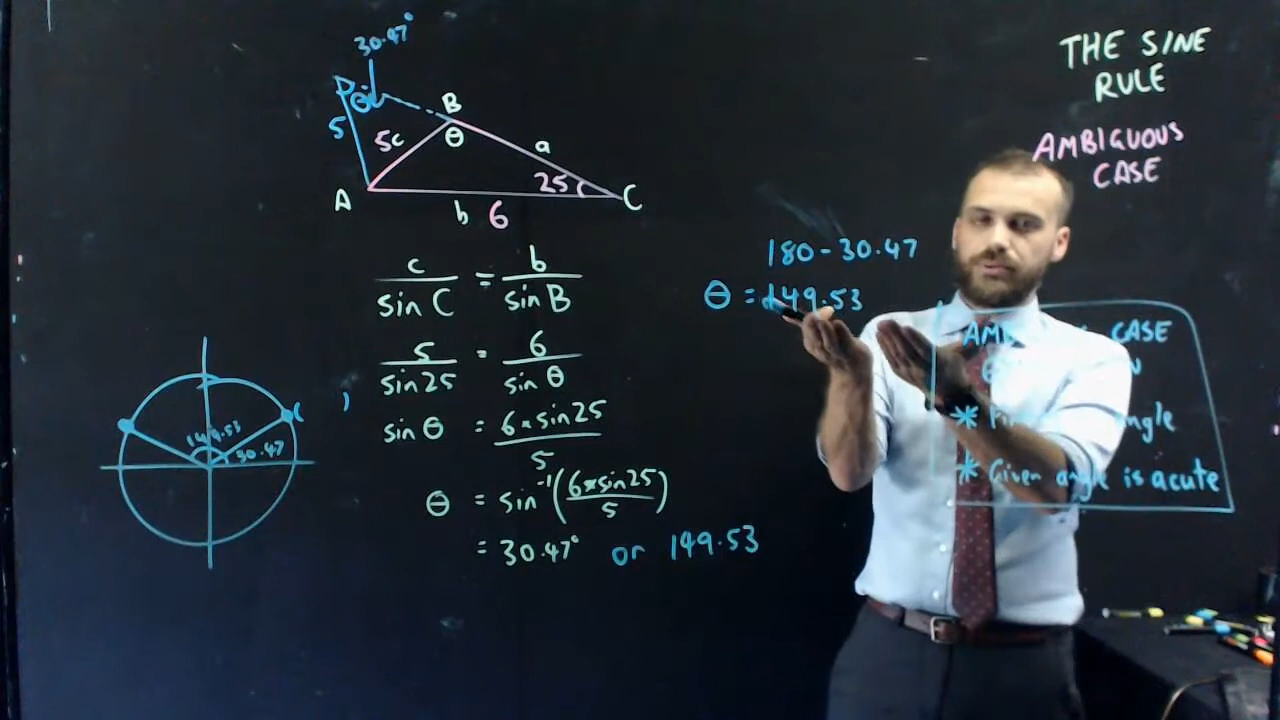 THE SINE
RULE
AMBIGUOUS
CASE
30.47°
θ
5
B
θ
5c
a
25
A
b 6
C
c/sin C = b/sin B
5/sin25 = 6/sin θ
sin θ = 6×sin25/5
θ = sin⁻¹(6×sin25/5)
= 30.47° or 149.53
180-30.47
θ = 149.53
149.53
30.47
CASE
* angle
* Given angle is acute